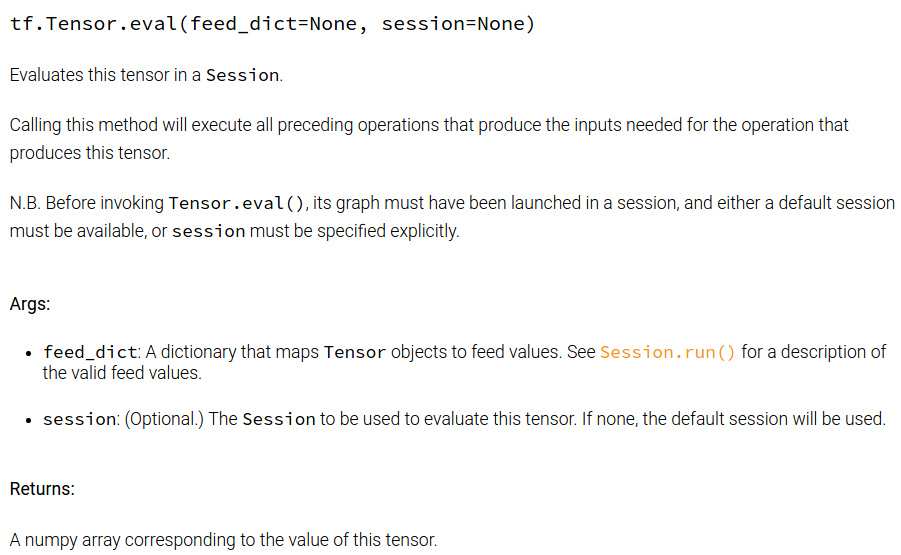 tf.Tensor.eval(feed_dict=None, session=None)
Evaluates this tensor in a Session.
Calling this method will execute all preceding operations that produce the inputs needed for the operation that
produces this tensor.
N.B. Before invoking Tensor.eval(), its graph must have been launched in a session, and either a default session
must be available, or session must be specified explicitly.
Args:
• feed_dict: A dictionary that maps Tensor objects to feed values. See Session.run() for a description of
the valid feed values.
• session: (Optional.) The Session to be used to evaluate this tensor. If none, the default session will be used.
Returns:
A numpy array corresponding to the value of this tensor.